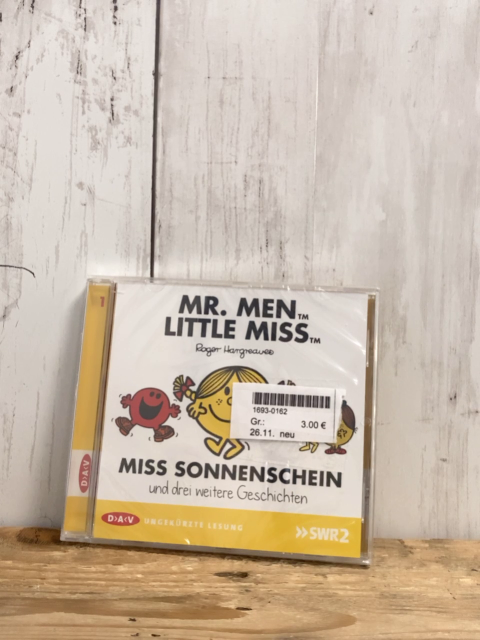 1
MR. MEN™
LITTLE MISS™
Roger Hargreaves
1693-0162
Gr.:
3.00 €
26.11. neu
MISS SONNENSCHEIN
und drei weitere Geschichten
D>A<V
D>A<V UNGEKÜRZTE LESUNG
SWR2